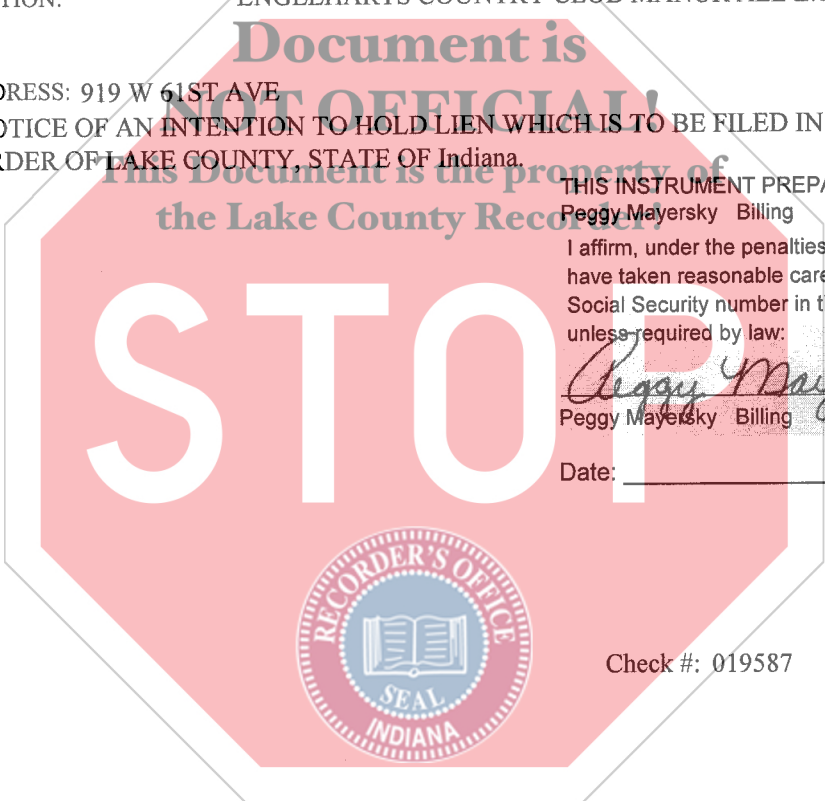 TION: ENGELHARTS COUNTRY CLUB MANOR ALL
Document is
DRESS: 919 W 61ST AVE
NOT OFFICIAL!
OTICE OF AN INTENTION TO HOLD LIEN WHICH IS TO BE FILED IN
RDER OF LAKE COUNTY, STATE OF Indiana.
This Document is the property of
the Lake County Recorder!
THIS INSTRUMENT PREPA
Peggy Mayersky Billing
I affirm, under the penalties
have taken reasonable care
Social Security number in t
unless required by law:
STOP
Peggy May
Peggy Mayersky Billing
Date:
RECORDER'S OFFICE
SEAL
INDIANA
Check #: 019587